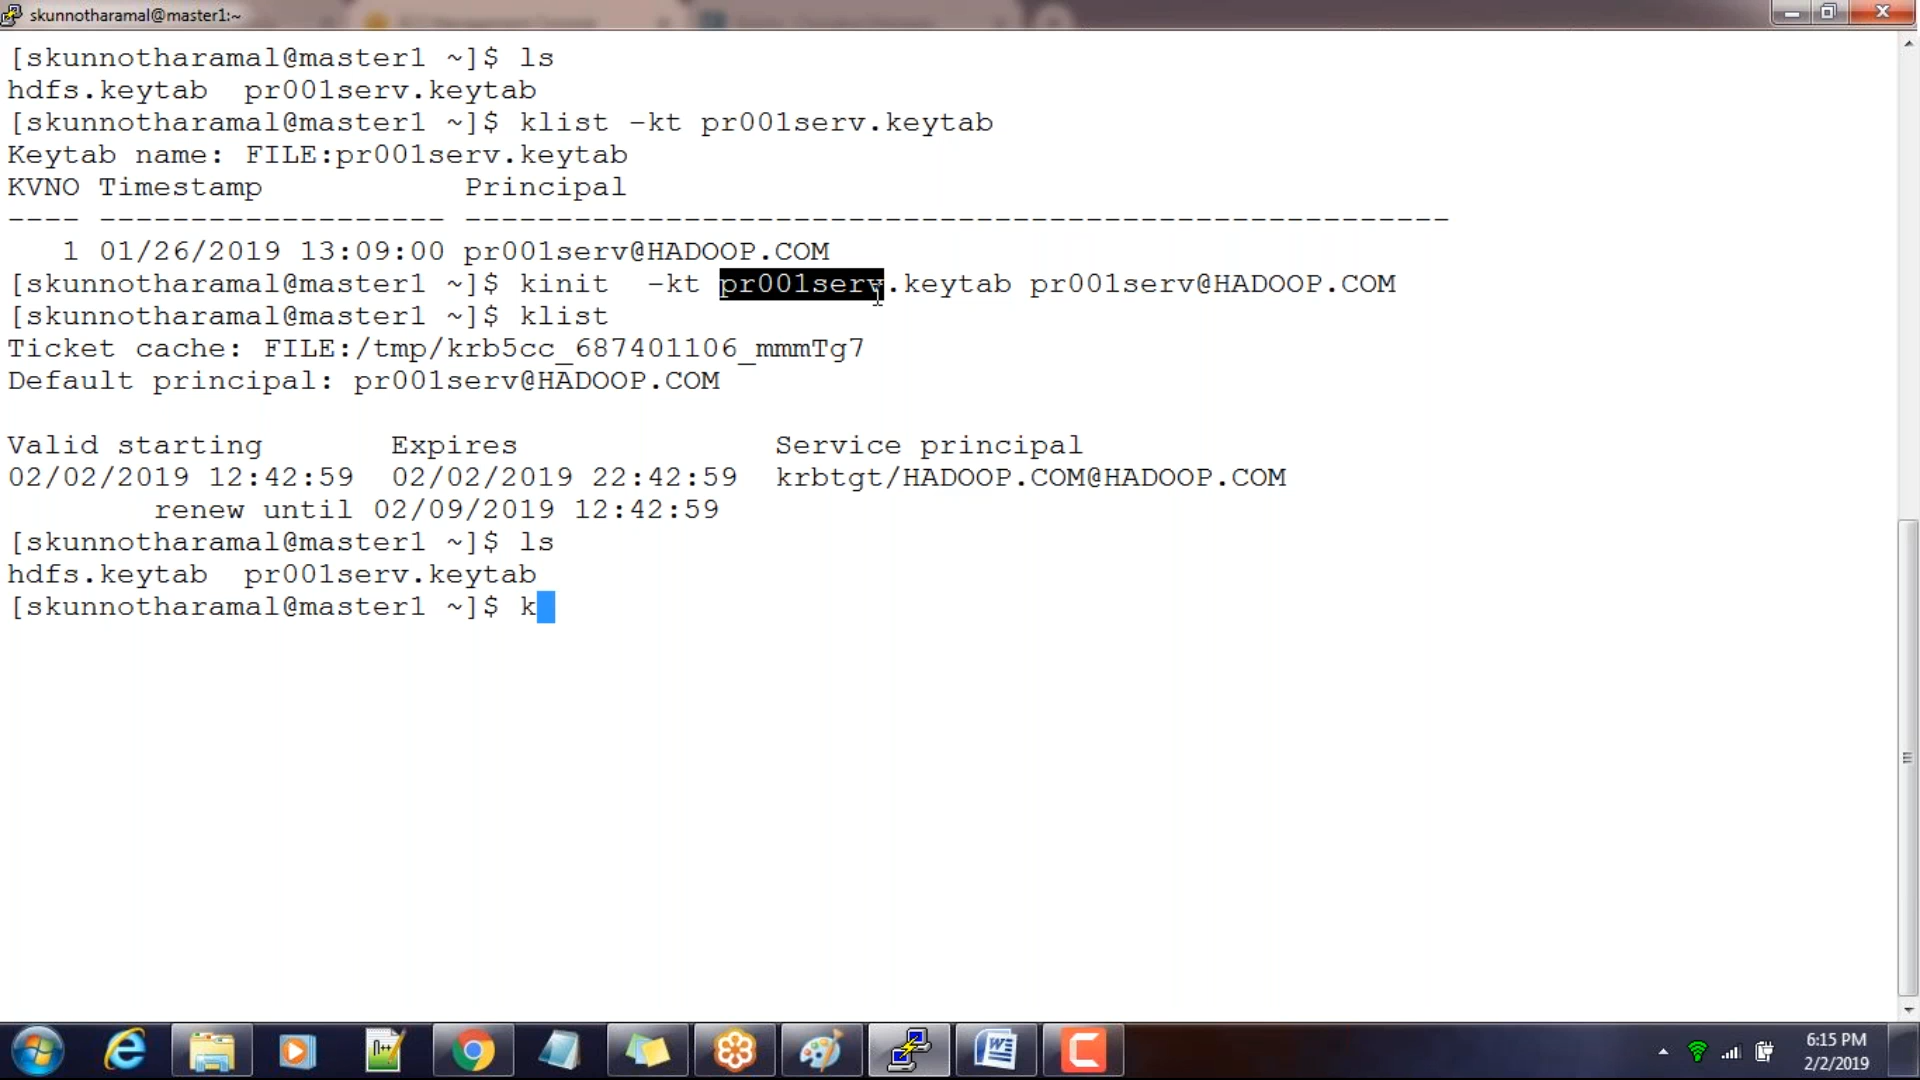 skunnotharamal@master1:~
[skunnotharamal@master1 ~]$ ls
hdfs.keytab  pr001serv.keytab
[skunnotharamal@master1 ~]$ klist -kt pr001serv.keytab
Keytab name: FILE:pr001serv.keytab
KVNO Timestamp           Principal
---- ------------------- ------------------------------------------------------
   1 01/26/2019 13:09:00 pr001serv@HADOOP.COM
[skunnotharamal@master1 ~]$ kinit  -kt pr001serv.keytab pr001serv@HADOOP.COM
[skunnotharamal@master1 ~]$ klist
Ticket cache: FILE:/tmp/krb5cc_687401106_mmmTg7
Default principal: pr001serv@HADOOP.COM
Valid starting       Expires              Service principal
02/02/2019 12:42:59  02/02/2019 22:42:59  krbtgt/HADOOP.COM@HADOOP.COM
        renew until 02/09/2019 12:42:59
[skunnotharamal@master1 ~]$ ls
hdfs.keytab  pr001serv.keytab
[skunnotharamal@master1 ~]$ k
6:15 PM
2/2/2019